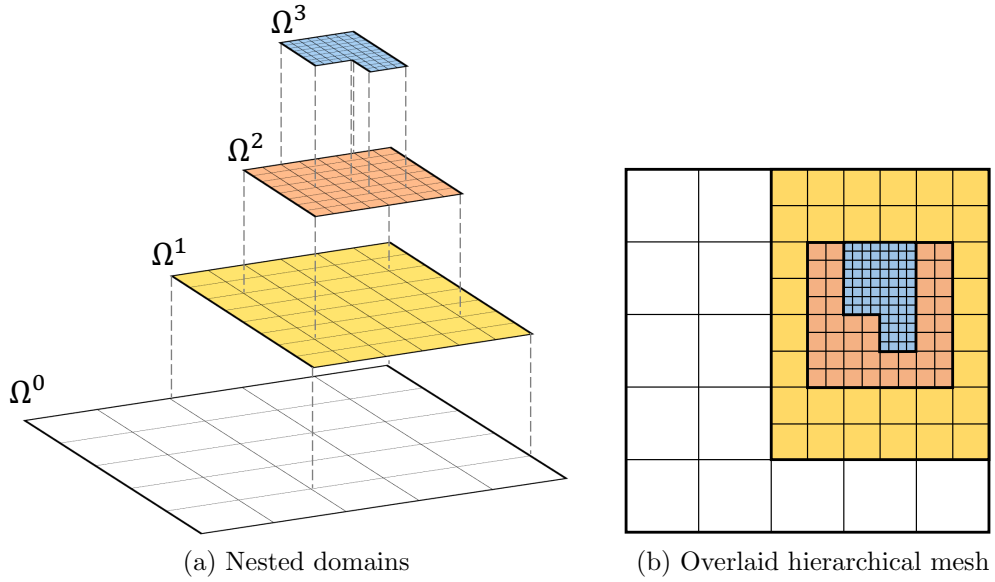 Ω³
Ω²
Ω¹
Ω⁰
(a) Nested domains
(b) Overlaid hierarchical mesh